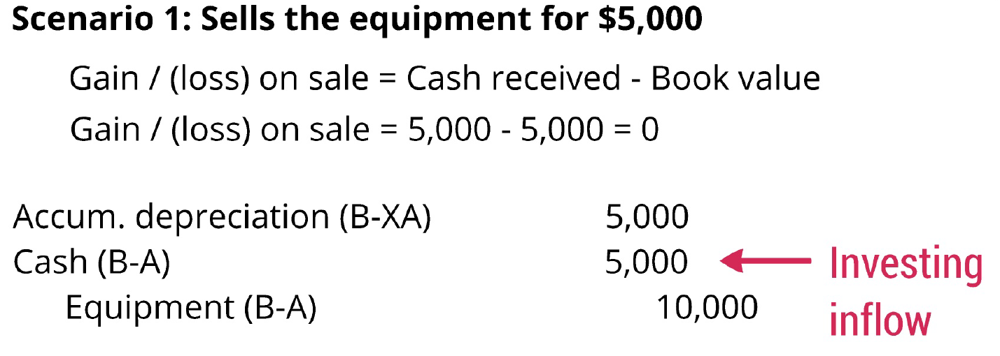 Scenario 1: Sells the equipment for $5,000
Gain / (loss) on sale = Cash received - Book value
Gain / (loss) on sale = 5,000 - 5,000 = 0
Accum. depreciation (B-XA) 5,000
Cash (B-A) 5,000
Equipment (B-A) 10,000
Investing
inflow